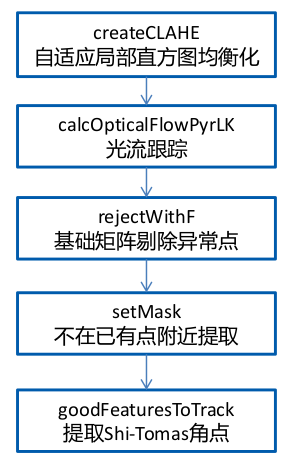 createCLAHE
自适应局部直方图均衡化
calcOpticalFlowPyrLK
光流跟踪
rejectWithF
基础矩阵剔除异常点
setMask
不在已有点附近提取
goodFeaturesToTrack
提取Shi-Tomas角点